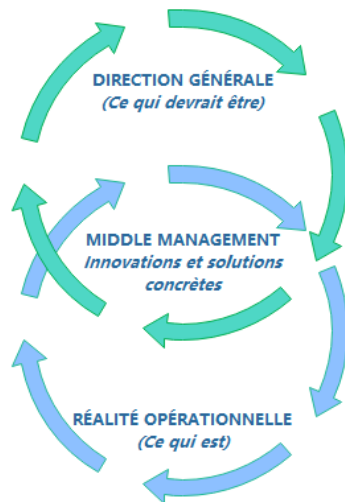 DIRECTION GÉNÉRALE
(Ce qui devrait être)
MIDDLE MANAGEMENT
Innovations et solutions
concrètes
RÉALITÉ OPÉRATIONNELLE
(Ce qui est)